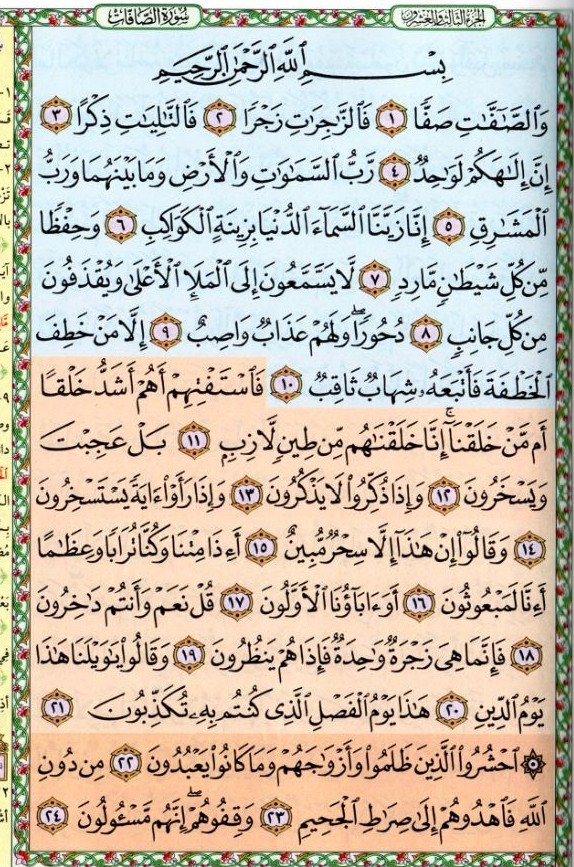 الجزء الثالث والعشرون
سورة الصافات
بِسْمِ ٱللَّهِ ٱلرَّحْمَٰنِ ٱلرَّحِيمِ
وَٱلصَّٰٓفَّٰتِ صَفًّا ١ فَٱلزَّٰجِرَٰتِ زَجْرًا ٢ فَٱلتَّٰلِيَٰتِ ذِكْرًا ٣
إِنَّ إِلَٰهَكُمْ لَوَٰحِدٌ ٤ رَّبُّ ٱلسَّمَٰوَٰتِ وَٱلْأَرْضِ وَمَا بَيْنَهُمَا وَرَبُّ
ٱلْمَشَٰرِقِ ٥ إِنَّا زَيَّنَّا ٱلسَّمَآءَ ٱلدُّنْيَا بِزِينَةٍ ٱلْكَوَاكِبِ ٦ وَحِفْظًا
مِّن كُلِّ شَيْطَٰنٍ مَّارِدٍ ٧ لَّا يَسَّمَّعُونَ إِلَى ٱلْمَلَإِ ٱلْأَعْلَىٰ وَيُقْذَفُونَ
مِن كُلِّ جَانِبٍ ٨ دُحُورًا ۖ وَلَهُمْ عَذَابٌ وَاصِبٌ ٩ إِلَّا مَنْ خَطِفَ
ٱلْخَطْفَةَ فَأَتْبَعَهُۥ شِهَابٌ ثَاقِبٌ ١٠ فَٱسْتَفْتِهِمْ أَهُمْ أَشَدُّ خَلْقًا
أَم مَّنْ خَلَقْنَآ ۚ إِنَّا خَلَقْنَٰهُم مِّن طِينٍ لَّازِبٍۭ ١١ بَلْ عَجِبْتَ
وَيَسْخَرُونَ ١٢ وَإِذَا ذُكِّرُوا۟ لَا يَذْكُرُونَ ١٣ وَإِذَا رَأَوْا۟ ءَايَةً يَسْتَسْخِرُونَ
١٤ وَقَالُوٓا۟ إِنْ هَٰذَآ إِلَّا سِحْرٌ مُّبِينٌ ١٥ أَءِذَا مِتْنَا وَكُنَّا تُرَابًا وَعِظَٰمًا
أَءِنَّا لَمَبْعُوثُونَ ١٦ أَوَءَابَآؤُنَا ٱلْأَوَّلُونَ ١٧ قُلْ نَعَمْ وَأَنتُمْ دَٰخِرُونَ
١٨ فَإِنَّمَا هِىَ زَجْرَةٌ وَٰحِدَةٌ فَإِذَا هُمْ يَنظُرُونَ ١٩ وَقَالُوا۟ يَٰوَيْلَنَا هَٰذَا
يَوْمُ ٱلدِّينِ ٢٠ هَٰذَا يَوْمُ ٱلْفَصْلِ ٱلَّذِى كُنتُم بِهِۦ تُكَذِّبُونَ ٢١
۞ ٱحْشُرُوا۟ ٱلَّذِينَ ظَلَمُوا۟ وَأَزْوَٰجَهُمْ وَمَا كَانُوا۟ يَعْبُدُونَ ٢٢ مِن دُونِ
ٱللَّهِ فَٱهْدُوهُمْ إِلَىٰ صِرَٰطِ ٱلْجَحِيمِ ٢٣ وَقِفُوهُمْ ۖ إِنَّهُم مَّسْـُٔولُونَ ٢٤